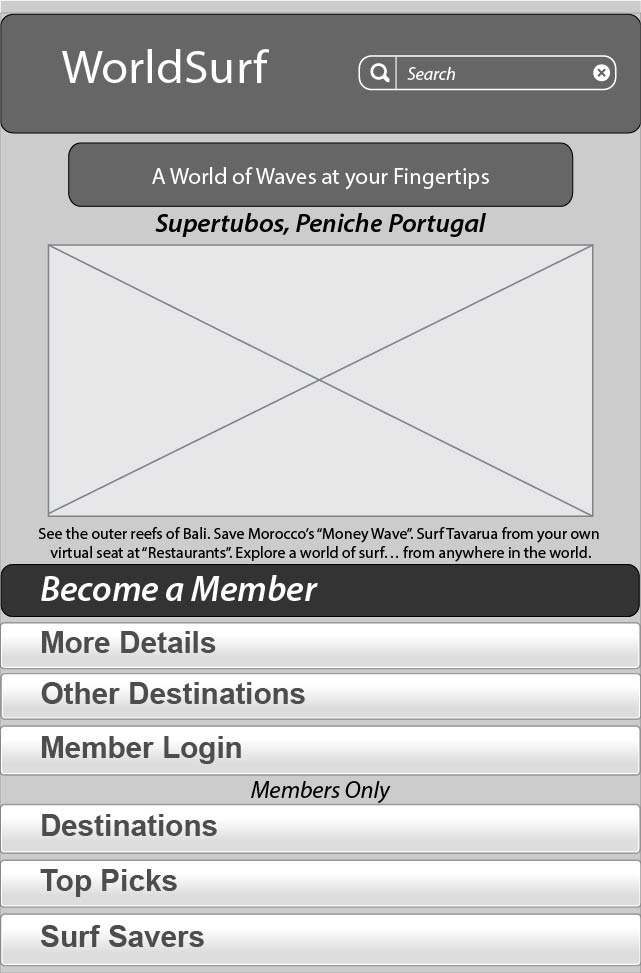 WorldSurf
Search
A World of Waves at your Fingertips
Supertubos, Peniche Portugal
See the outer reefs of Bali. Save Morocco's “Money Wave”. Surf Tavarua from your own
virtual seat at “Restaurants”. Explore a world of surf… from anywhere in the world.
Become a Member
More Details
Other Destinations
Member Login
Members Only
Destinations
Top Picks
Surf Savers